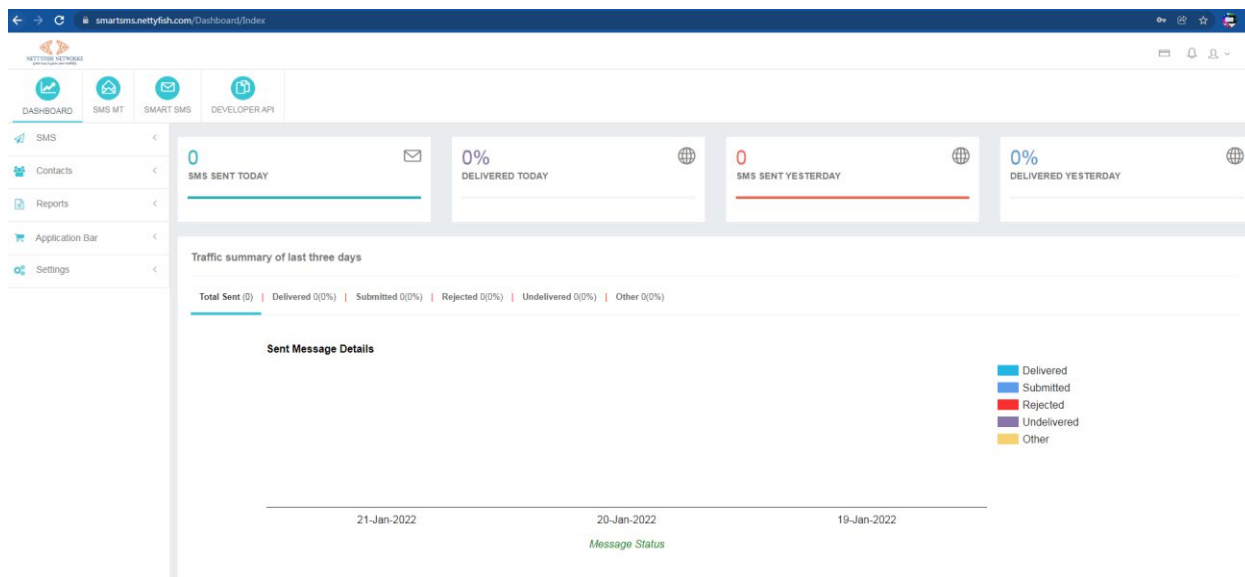 smartsms.nettyfish.com/Dashboard/Index
NETTYFISH NETWORKS
DASHBOARD
SMS MT
SMART SMS
DEVELOPER API
SMS
Contacts
Reports
Application Bar
Settings
0
SMS SENT TODAY
0%
DELIVERED TODAY
0
SMS SENT YESTERDAY
0%
DELIVERED YESTERDAY
Traffic summary of last three days
Total Sent (0) | Delivered 0(0%) | Submitted 0(0%) | Rejected 0(0%) | Undelivered 0(0%) | Other 0(0%)
Sent Message Details
Delivered
Submitted
Rejected
Undelivered
Other
21-Jan-2022 20-Jan-2022 19-Jan-2022
Message Status